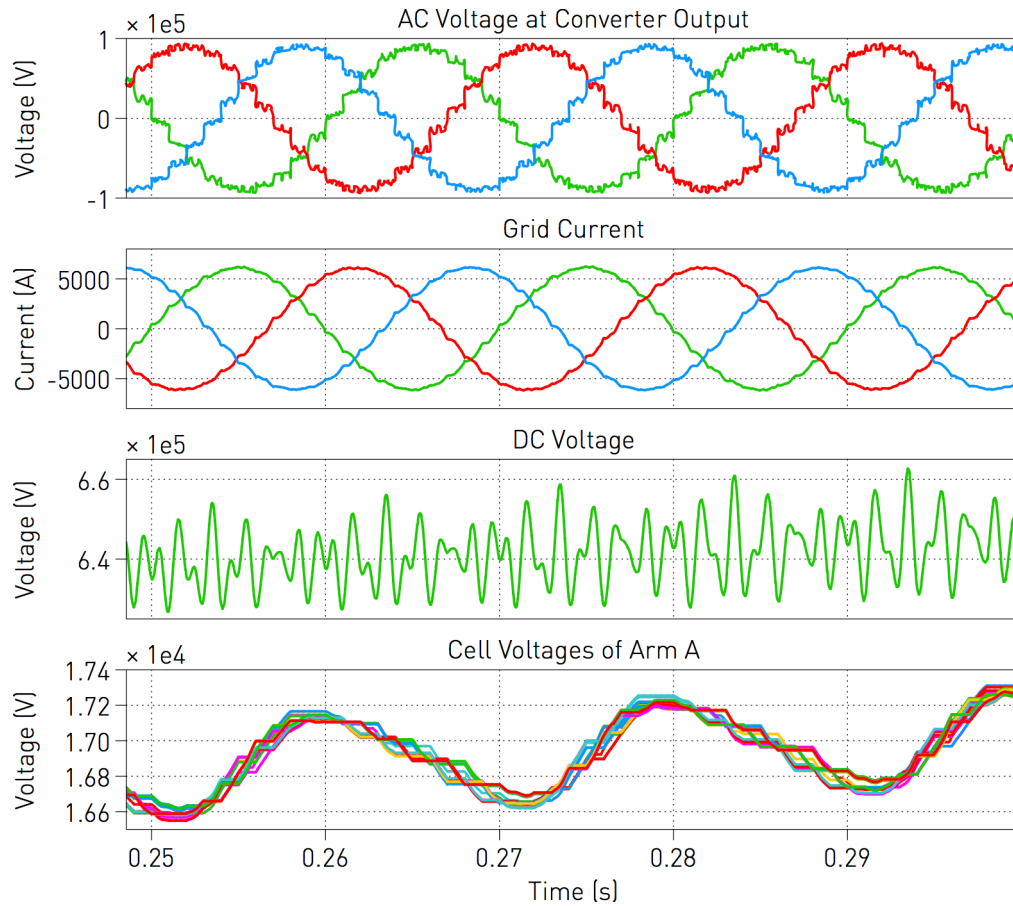 AC Voltage at Converter Output
× 1e5
Voltage (V)
1
0
-1
Grid Current
Current (A)
5000
0
-5000
DC Voltage
× 1e5
Voltage (V)
6.6
6.4
Cell Voltages of Arm A
× 1e4
Voltage (V)
1.74
1.72
1.70
1.68
1.66
0.25 0.26 0.27 0.28 0.29
Time (s)